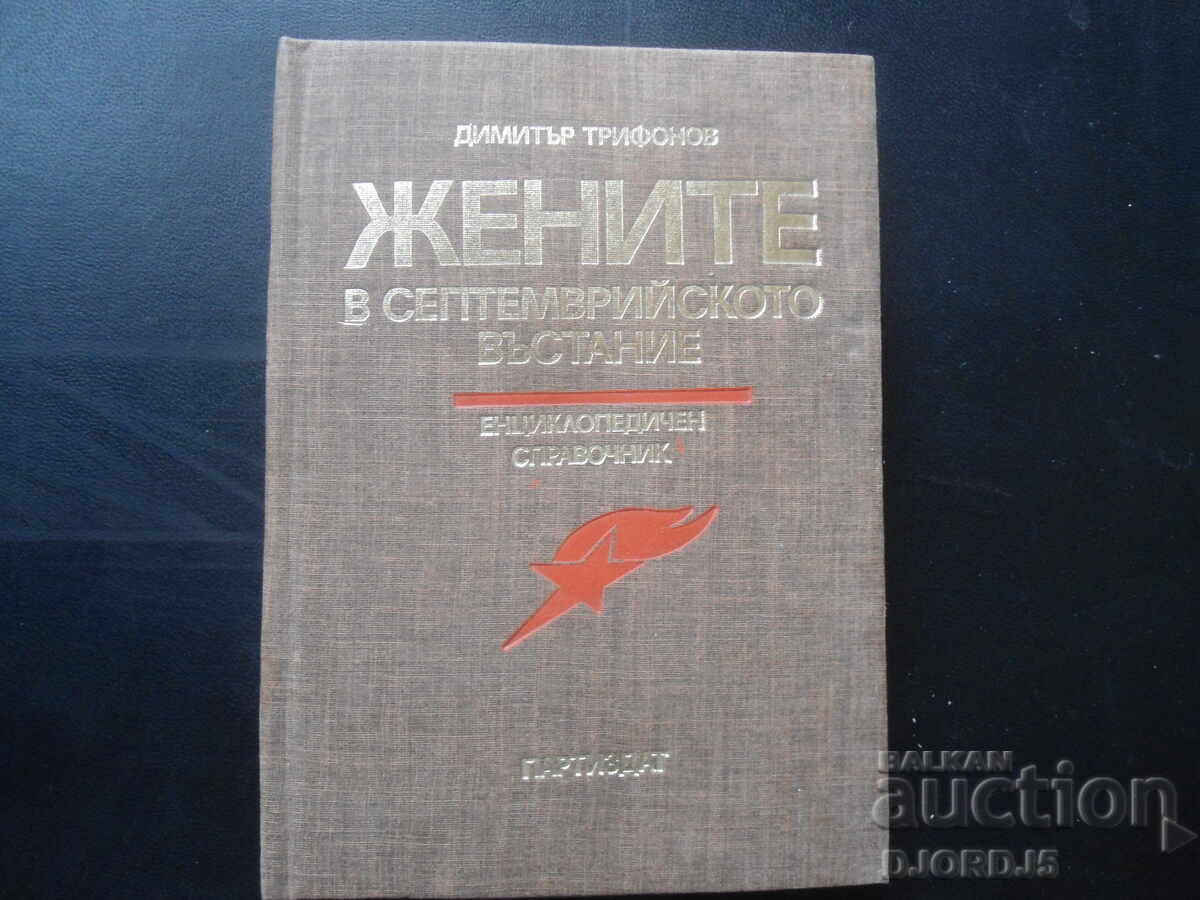 ДИМИТЪР ТРИФОНОВ
ЖЕНИТЕ
В СЕПТЕМВРИЙСКОТО
ВЪСТАНИЕ
ЕНЦИКЛОПЕДИЧЕН
СПРАВОЧНИК
ПАРТИЗДАТ
BALKAN
auction
DJORDJ5